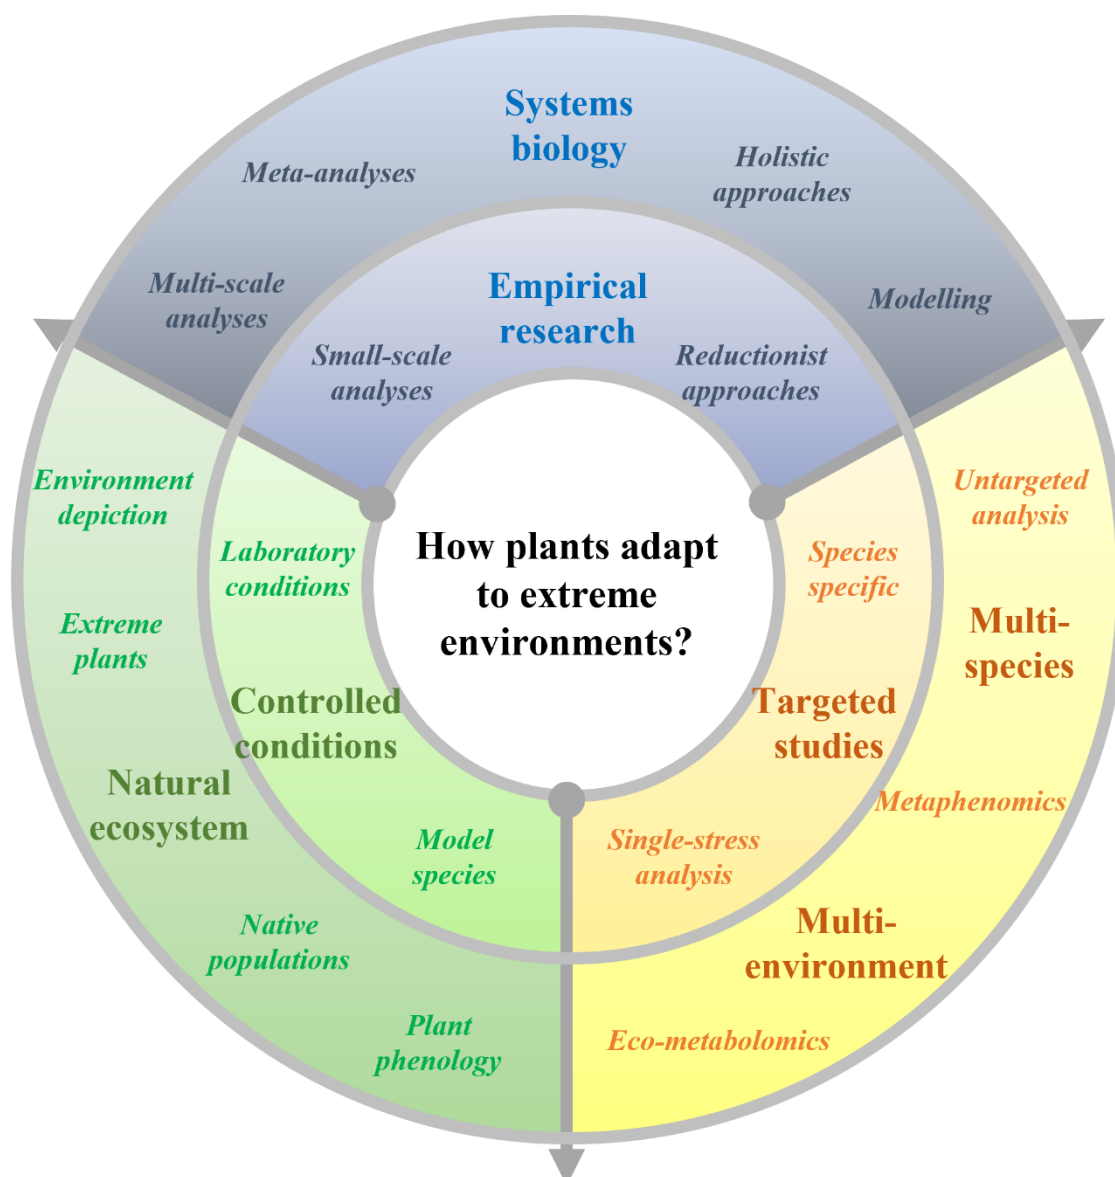 Systems
biology
Meta-analyses
Holistic
approaches
Multi-scale
analyses
Modelling
Empirical
research
Small-scale
analyses
Reductionist
approaches
Environment
depiction
Extreme
plants
Natural
ecosystem
Native
populations
Plant
phenology
Laboratory
conditions
Controlled
conditions
Model
species
How plants adapt
to extreme
environments?
Species
specific
Targeted
studies
Single-stress
analysis
Untargeted
analysis
Multi-
species
Metaphenomics
Multi-
environment
Eco-metabolomics